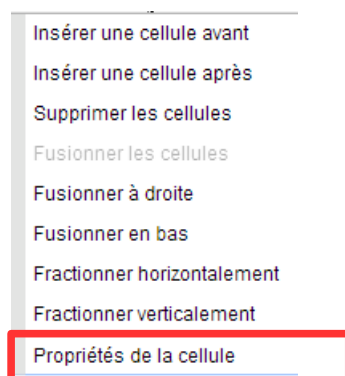 Insérer une cellule avant
Insérer une cellule après
Supprimer les cellules
Fusionner les cellules
Fusionner à droite
Fusionner en bas
Fractionner horizontalement
Fractionner verticalement
Propriétés de la cellule